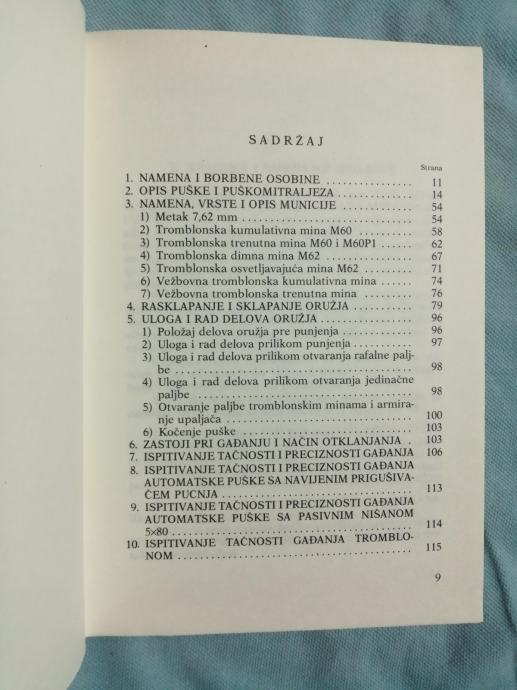 SADRŽAJ
Strana
1. NAMENA I BORBENE OSOBINE ............... 11
2. OPIS PUŠKE I PUŠKOMITRALJEZA ............ 14
3. NAMENA, VRSTE I OPIS MUNICIJE ........... 54
1) Metak 7,62 mm ........................... 54
2) Tromblonska kumulativna mina M60 ......... 58
3) Tromblonska trenutna mina M60 i M60P1 .... 62
4) Tromblonska dimna mina M62 ............... 67
5) Tromblonska osvetljavajuća mina M62 ...... 71
6) Vežbovna tromblonska kumulativna mina ..... 74
7) Vežbovna tromblonska trenutna mina ....... 76
4. RASKLAPANJE I SKLAPANJE ORUŽJA .......... 79
5. ULOGA I RAD DELOVA ORUŽJA ............... 96
1) Položaj delova oružja pre punjenja ....... 96
2) Uloga i rad delova prilikom punjenja ...... 97
3) Uloga i rad delova prilikom otvaranja rafalne palj-
be ........................................ 98
4) Uloga i rad delova prilikom otvaranja jedinačne
paljbe .................................... 98
5) Otvaranje paljbe tromblonskim minama i armira-
nje upaljača .............................. 100
6) Kočenje puške ........................... 103
6. ZASTOJI PRI GAĐANJU I NAČIN OTKLANJANJA . 103
7. ISPITIVANJE TAČNOSTI I PRECIZNOSTI GAĐANJA 106
8. ISPITIVANJE TAČNOSTI I PRECIZNOSTI GAĐANJA
AUTOMATSKE PUŠKE SA NAVIJENIM PRIGUŠIVA-
ČEM PUCNJA ................................ 113
9. ISPITIVANJE TAČNOSTI I PRECIZNOSTI GAĐANJA
AUTOMATSKE PUŠKE SA PASIVNIM NIŠANOM
5×80 ...................................... 114
10. ISPITIVANJE TAČNOSTI GAĐANJA TROMBLO-
NOM ....................................... 115
9